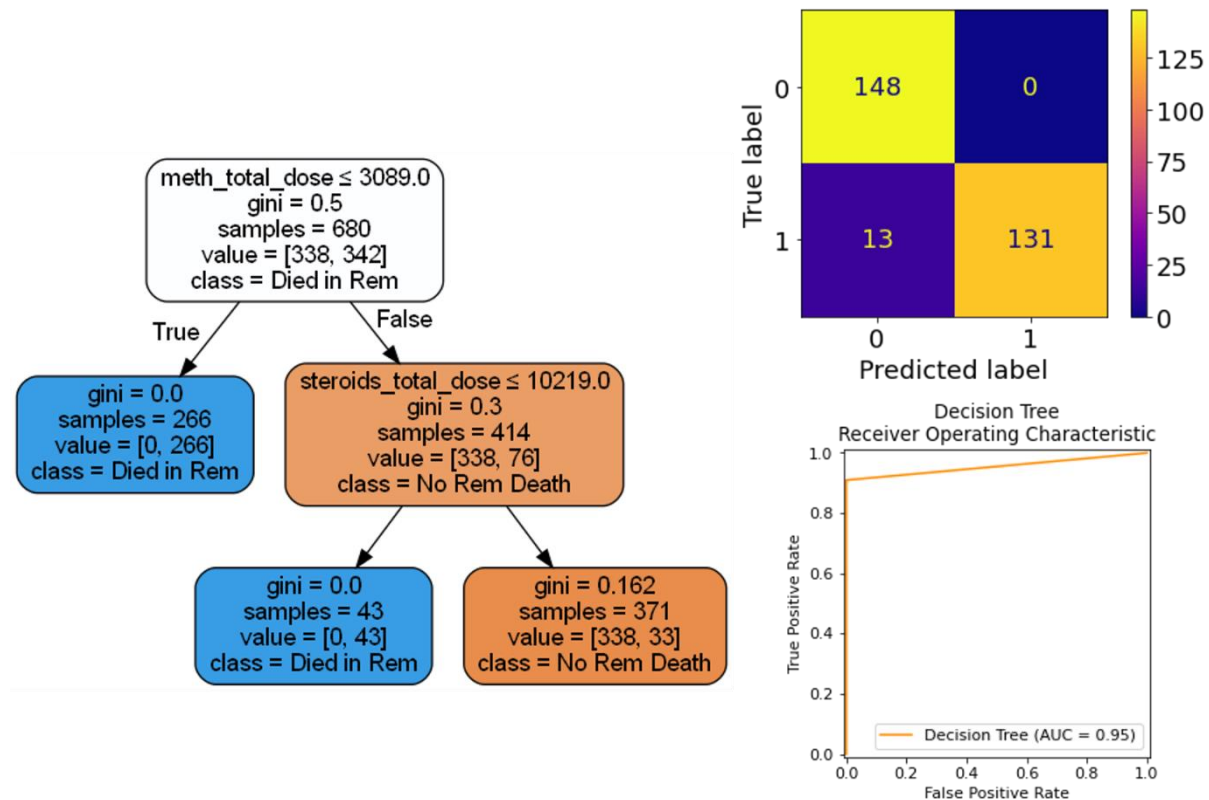 meth_total_dose ≤ 3089.0
gini = 0.5
samples = 680
value = [338, 342]
class = Died in Rem
True
False
gini = 0.0
samples = 266
value = [0, 266]
class = Died in Rem
steroids_total_dose ≤ 10219.0
gini = 0.3
samples = 414
value = [338, 76]
class = No Rem Death
gini = 0.0
samples = 43
value = [0, 43]
class = Died in Rem
gini = 0.162
samples = 371
value = [338, 33]
class = No Rem Death
True label
0
1
148
0
13
131
0
1
Predicted label
125
100
75
50
25
0
Decision Tree
Receiver Operating Characteristic
True Positive Rate
1.0
0.8
0.6
0.4
0.2
0.0
Decision Tree (AUC = 0.95)
0.0 0.2 0.4 0.6 0.8 1.0
False Positive Rate